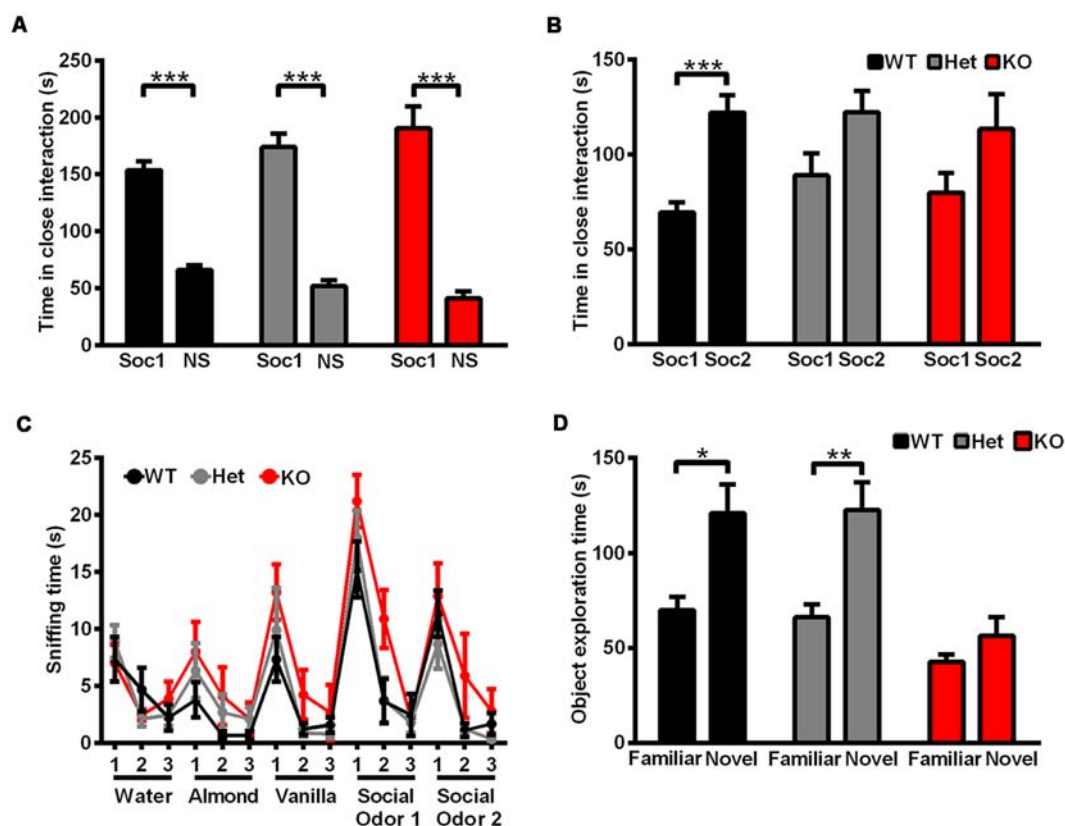 A
Time in close interaction (s)
250
200
150
100
50
0
*** *** ***
Soc1 NS Soc1 NS Soc1 NS
B
WT Het KO
Time in close interaction (s)
150
100
50
0
***
Soc1 Soc2 Soc1 Soc2 Soc1 Soc2
C
WT Het KO
Sniffing time (s)
25
20
15
10
5
0
1 2 3 1 2 3 1 2 3 1 2 3 1 2 3
Water Almond Vanilla Social Social
Odor 1 Odor 2
D
WT Het KO
Object exploration time (s)
150
100
50
0
* **
Familiar Novel Familiar Novel Familiar Novel